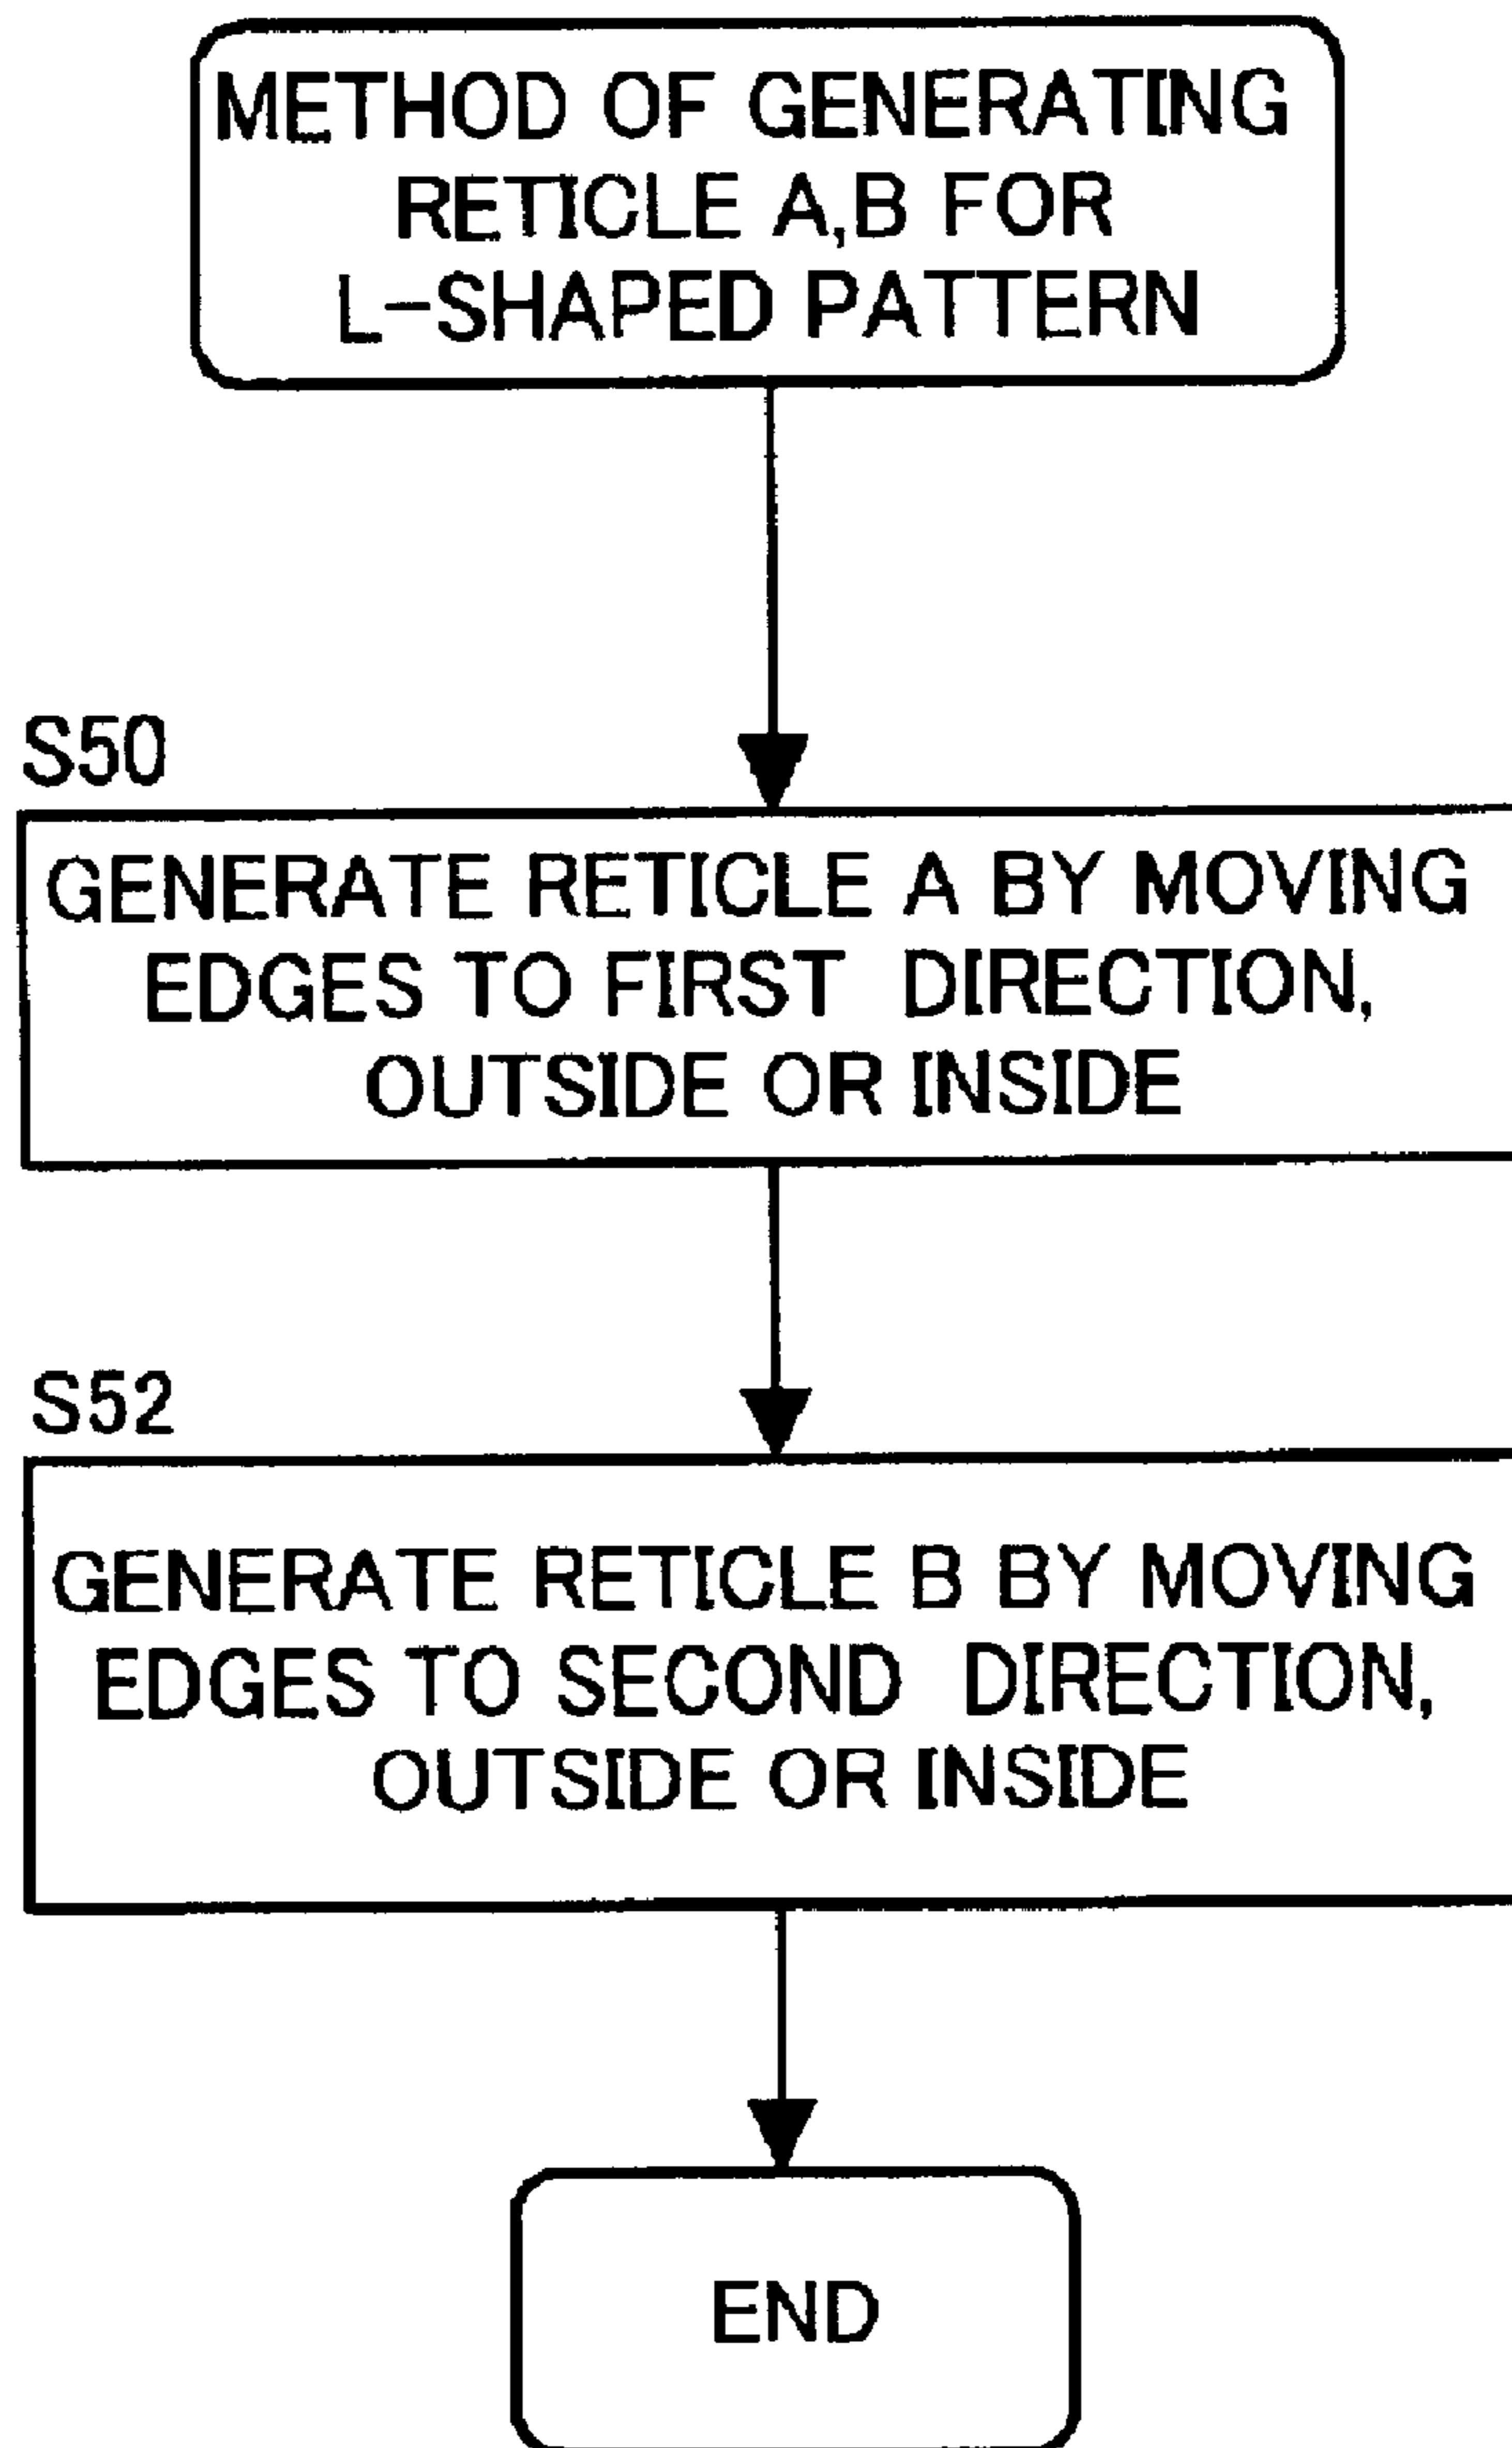 METHOD OF GENERATING
RETICLE A,B FOR
L-SHAPED PATTERN
S50
GENERATE RETICLE A BY MOVING
EDGES TO FIRST DIRECTION,
OUTSIDE OR INSIDE
S52
GENERATE RETICLE B BY MOVING
EDGES TO SECOND DIRECTION,
OUTSIDE OR INSIDE
END